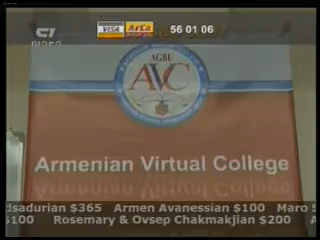 C1
VISA ArCa 56 01 06
AGBU
AVC
Armenian Virtual College
dsadurian $365 Armen Avanessian $100 Maro S
$100 Rosemary & Ovsep Chakmakjian $200 A